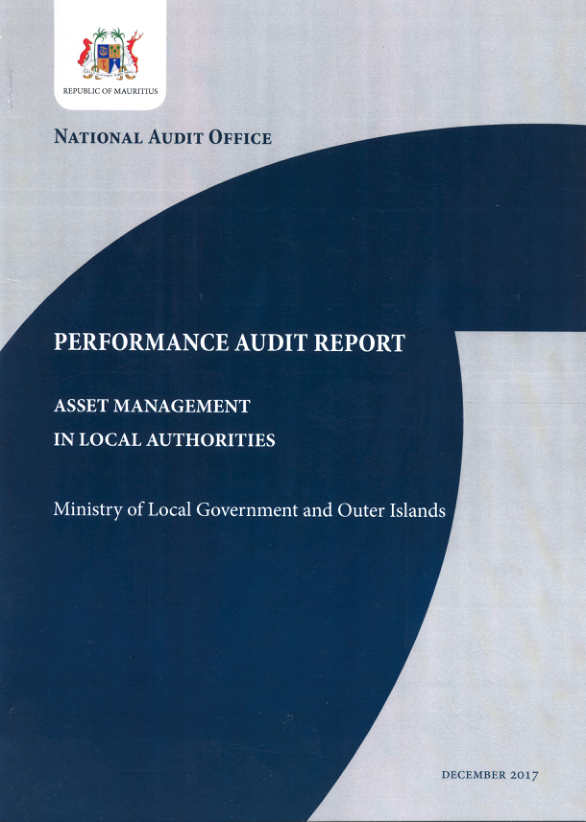 REPUBLIC OF MAURITIUS
NATIONAL AUDIT OFFICE
PERFORMANCE AUDIT REPORT
ASSET MANAGEMENT
IN LOCAL AUTHORITIES
Ministry of Local Government and Outer Islands
DECEMBER 2017